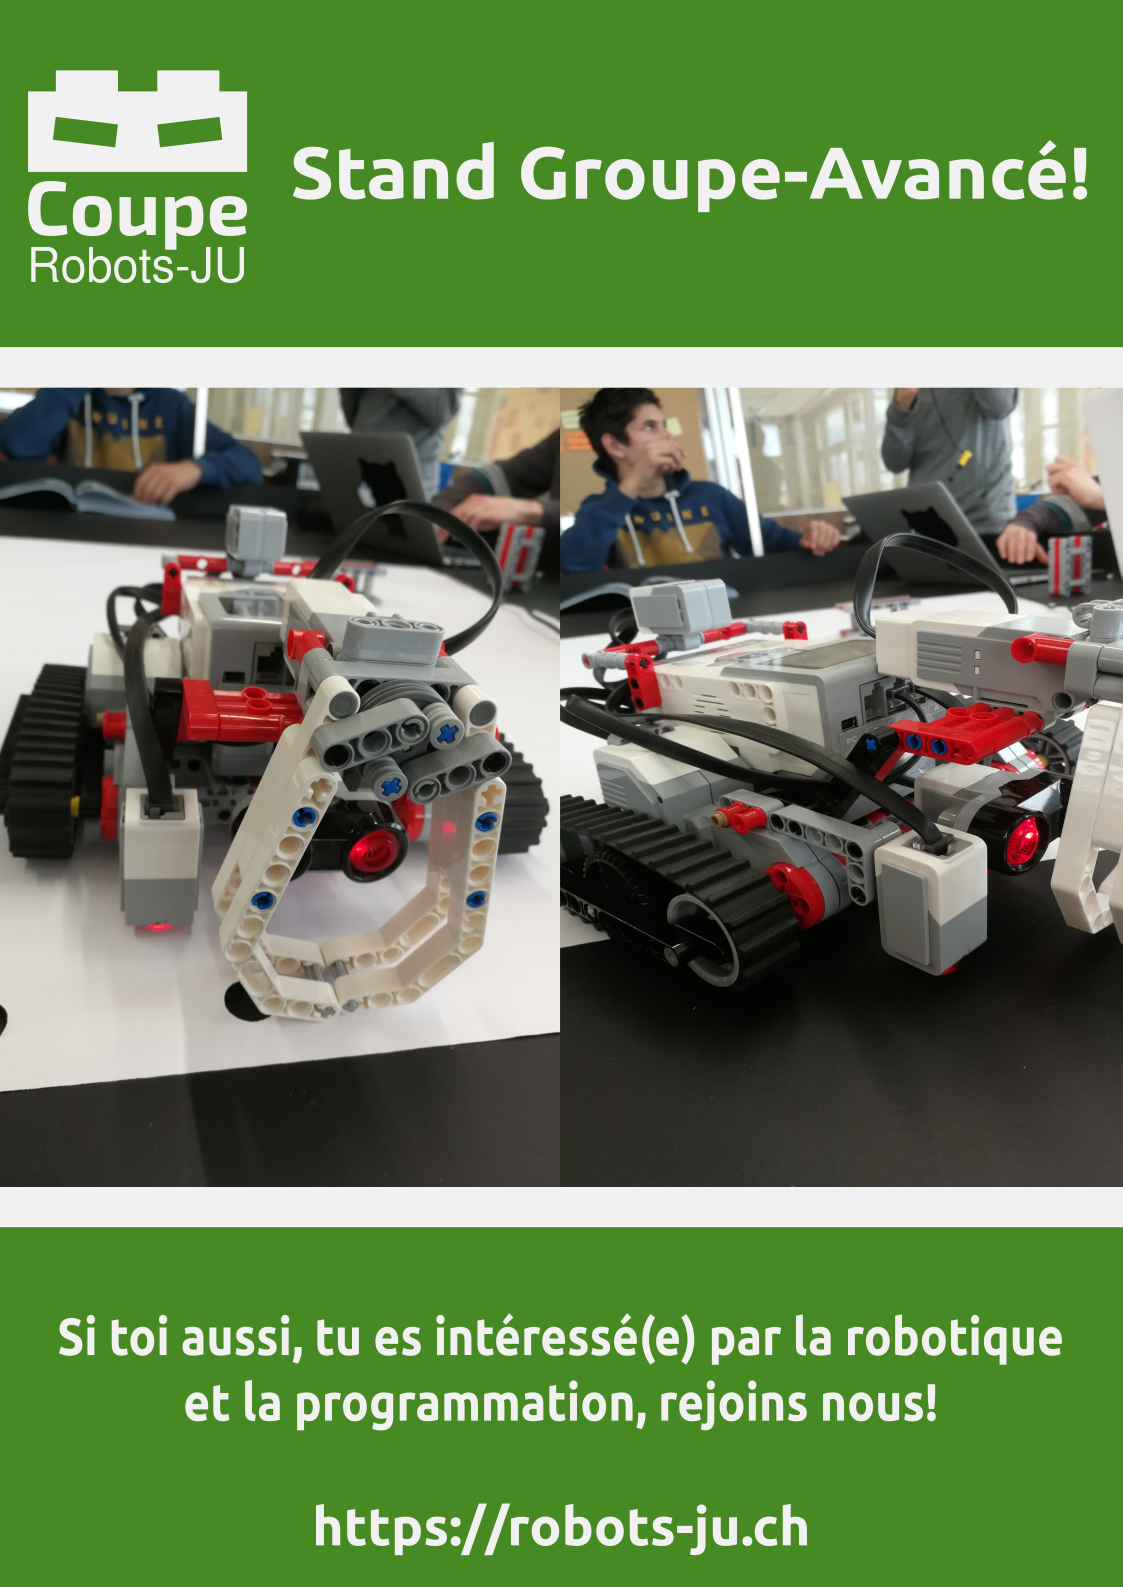 Coupe
Robots-JU
Stand Groupe-Avancé!
Si toi aussi, tu es intéressé(e) par la robotique
et la programmation, rejoins nous!
https://robots-ju.ch